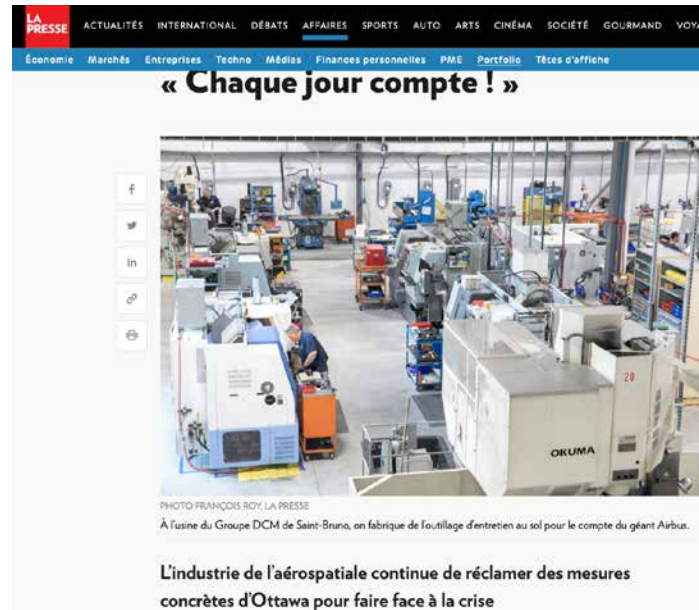 LA
PRESSE
ACTUALITÉS INTERNATIONAL DÉBATS AFFAIRES SPORTS AUTO ARTS CINÉMA SOCIÉTÉ GOURMAND VOYA
Économie Marchés Entreprises Techno Médias Finances personnelles PME Portfolio Têtes d'affiche
« Chaque jour compte ! »
f
in
20
OKUMA
PHOTO FRANÇOIS ROY, LA PRESSE
À l'usine du Groupe DCM de Saint-Bruno, on fabrique de l'outillage d'entretien au sol pour le compte du géant Airbus.
L'industrie de l'aérospatiale continue de réclamer des mesures
concrètes d'Ottawa pour faire face à la crise